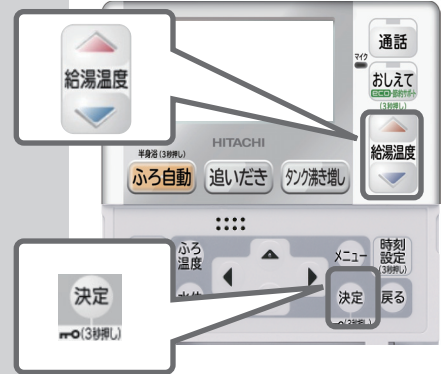 給湯温度
通話
マイク
おしえて
eco・節約サポート
(3秒押し)
給湯温度
HITACHI
半身浴(3秒押し)
ふろ自動
追いだき
タンク沸き増し
ふろ
温度
メニュー
時刻
設定
(3秒押し)
決定
戻る
決定
(3秒押し)